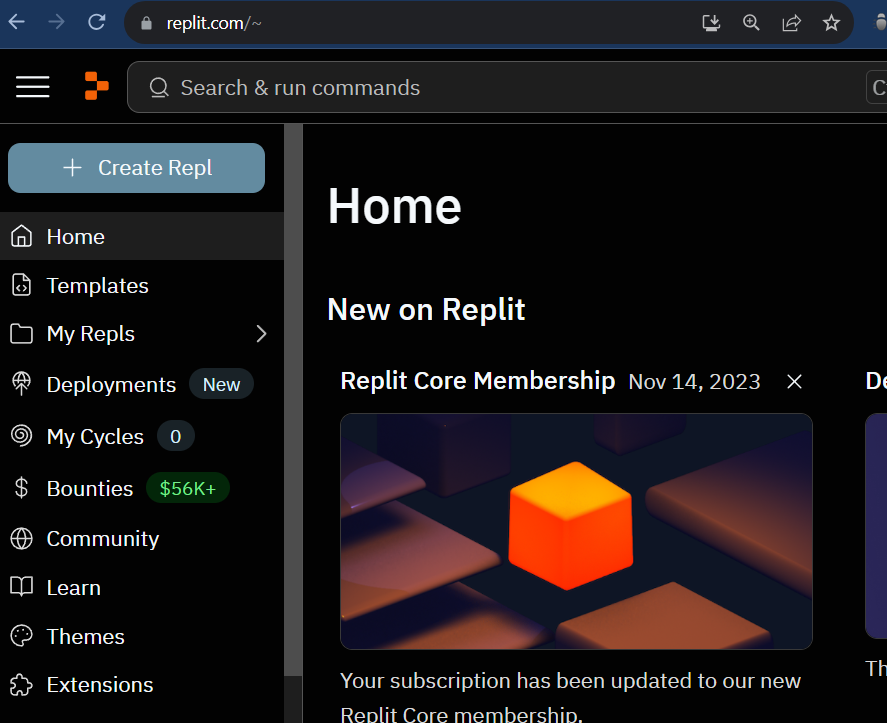 replit.com/~
Search & run commands
C
Create Repl
Home
Templates
My Repls
Deployments New
My Cycles 0
Bounties $56K+
Community
Learn
Themes
Extensions
Home
New on Replit
Replit Core Membership Nov 14, 2023
Your subscription has been updated to our new
Replit Core membership.
De
Th